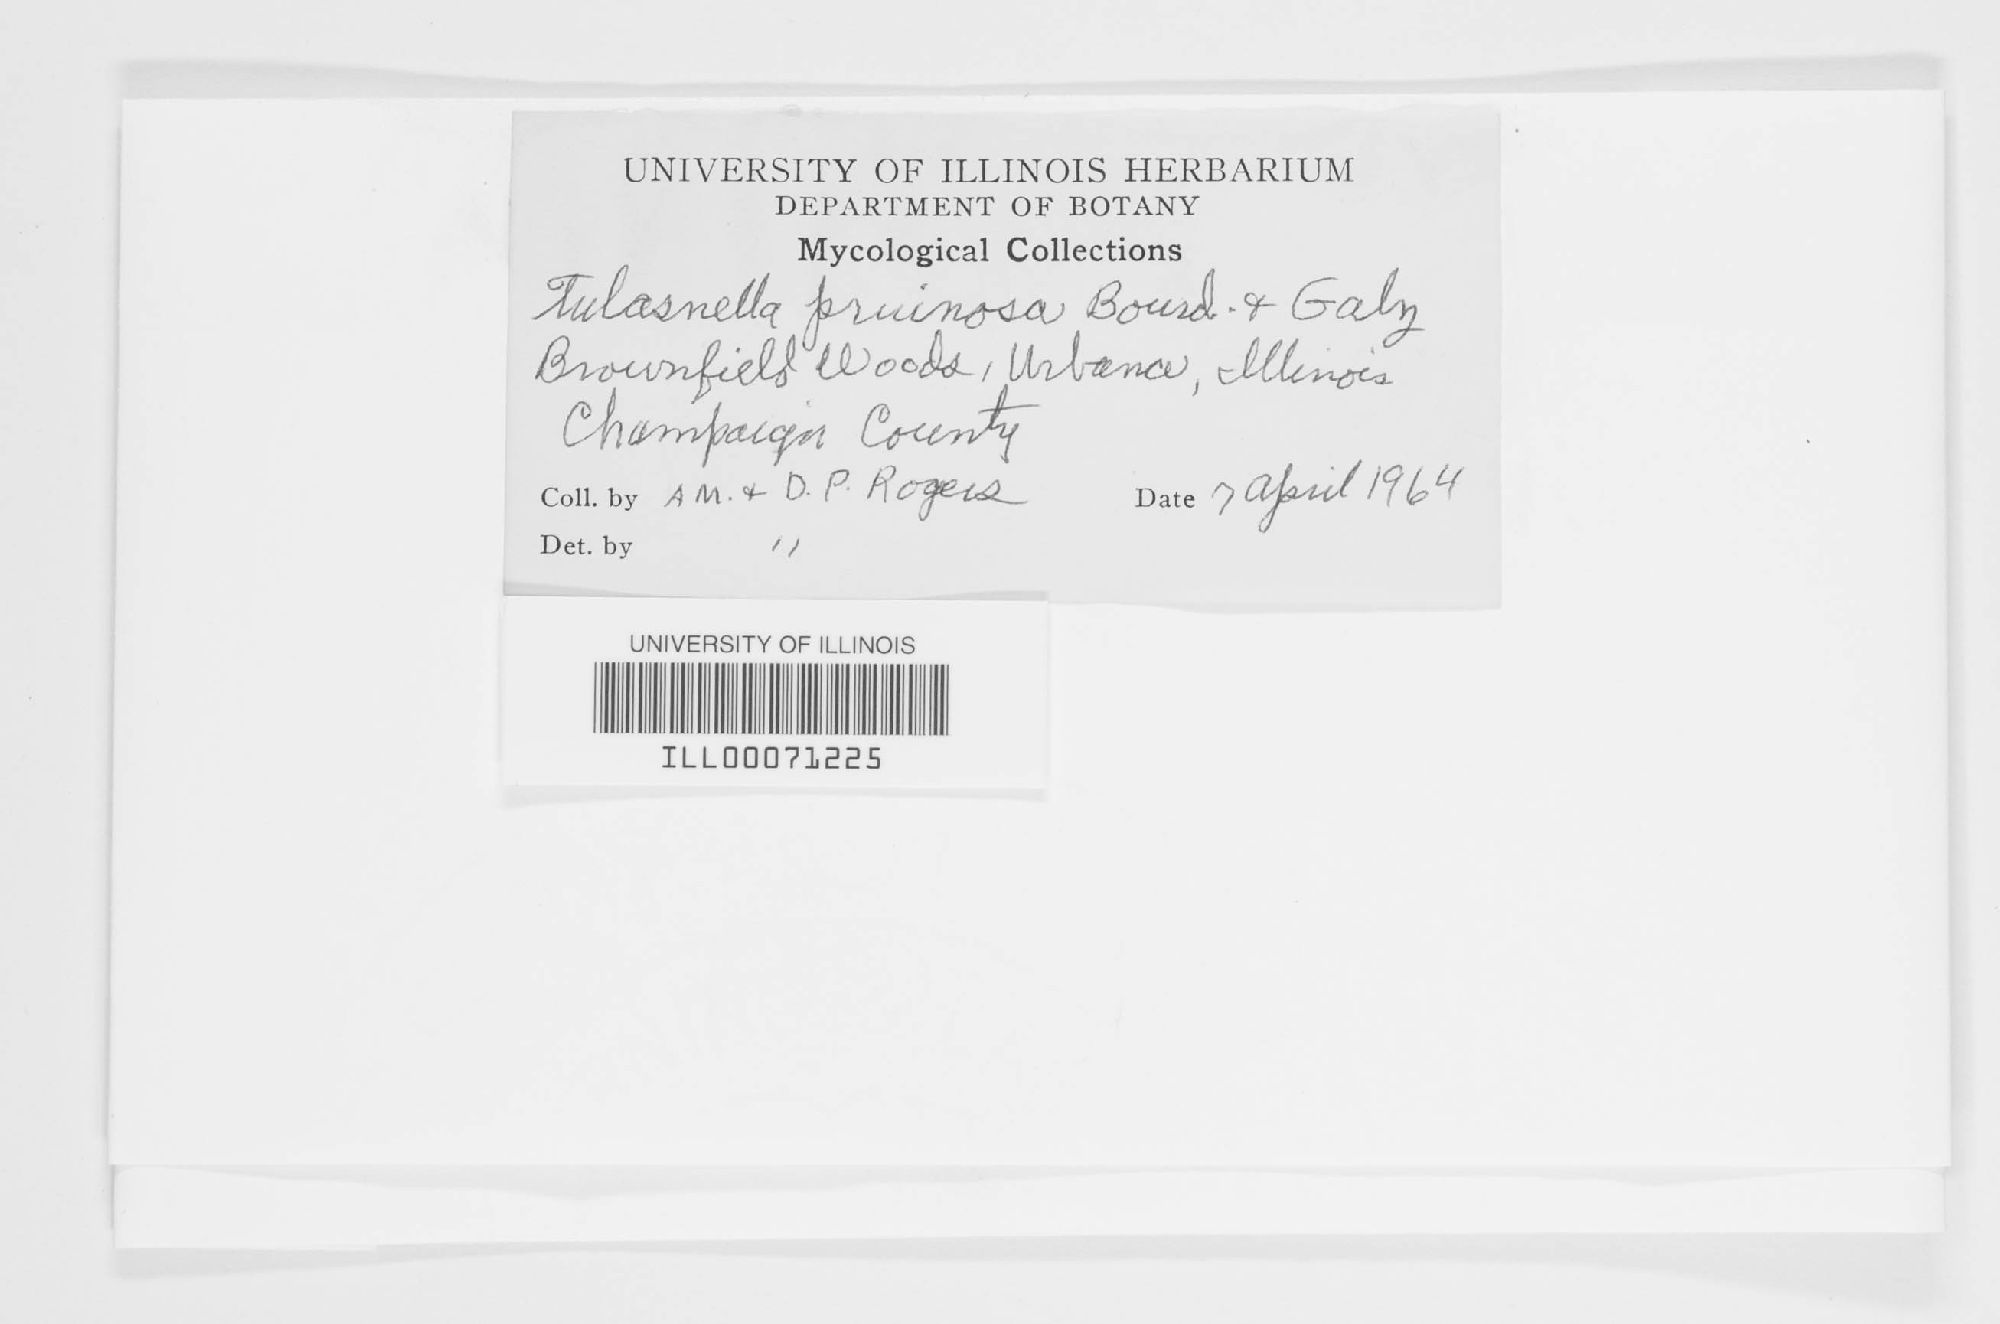 UNIVERSITY OF ILLINOIS HERBARIUM
DEPARTMENT OF BOTANY
Mycological Collections
Tulasnella pruinosa Bourd. & Galz
Brownfield Woods, Urbana, Illinois
Champaign County
Coll. by A M. & D. P. Rogers Date 7 April 1964
Det. by "
UNIVERSITY OF ILLINOIS
ILL00071225